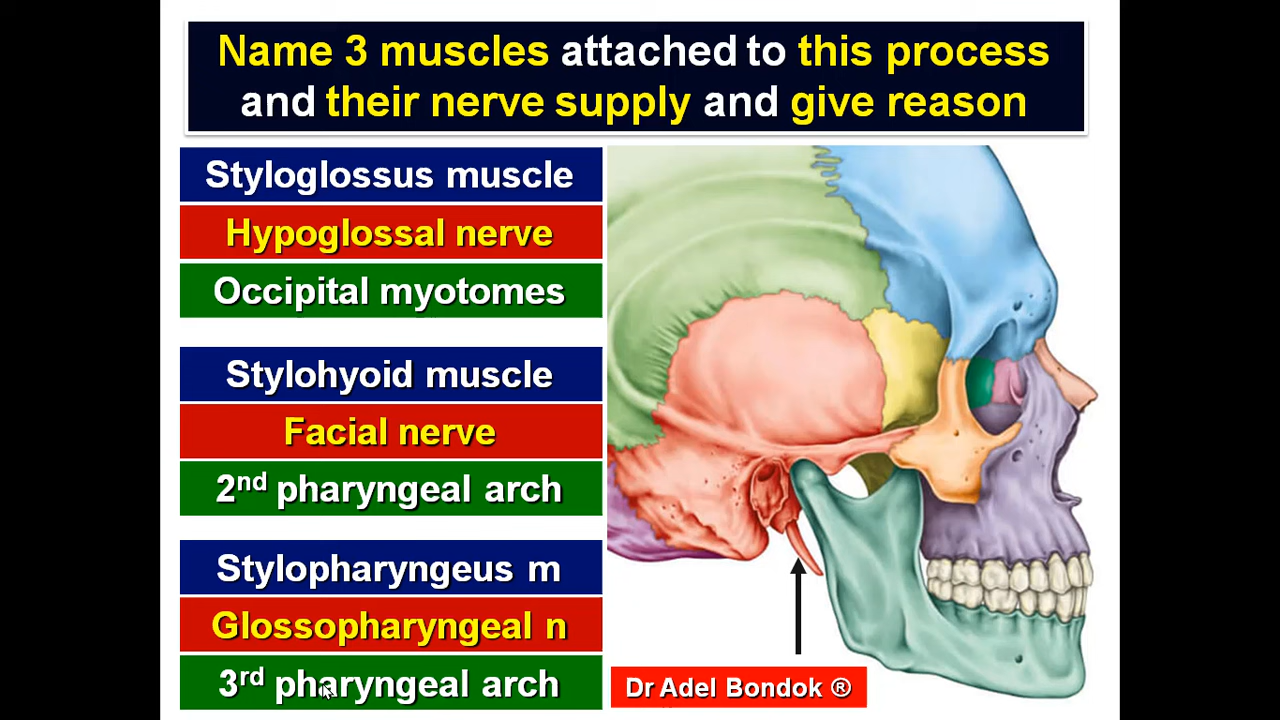 Name 3 muscles attached to this process
and their nerve supply and give reason
Styloglossus muscle
Hypoglossal nerve
Occipital myotomes
Stylohyoid muscle
Facial nerve
2nd pharyngeal arch
Stylopharyngeus m
Glossopharyngeal n
3rd pharyngeal arch
Dr Adel Bondok ®